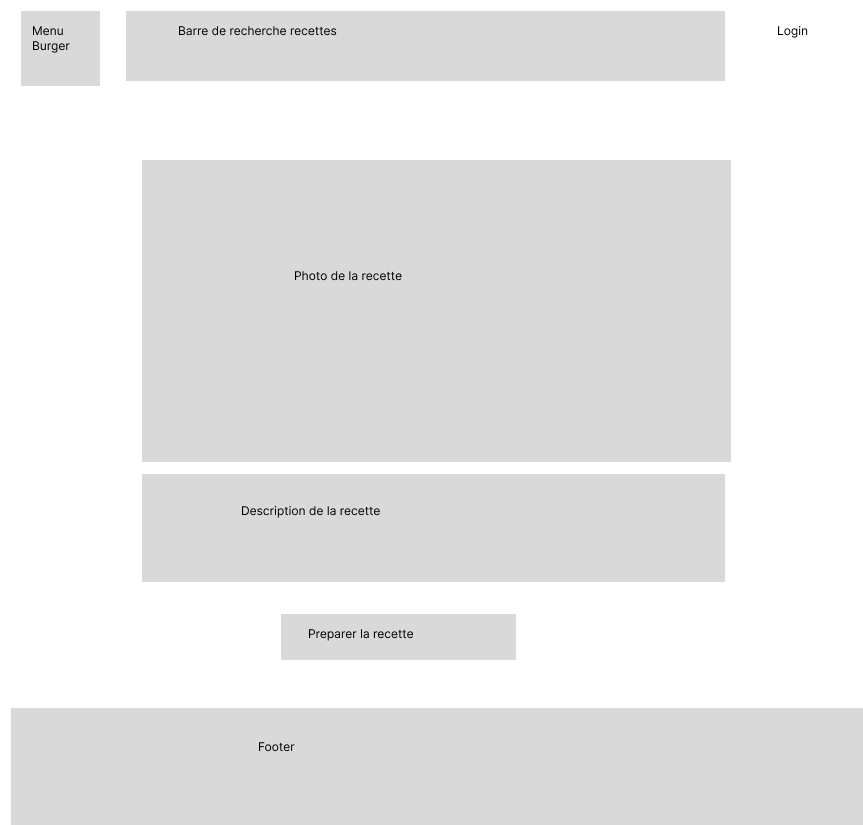 Menu
Burger
Barre de recherche recettes
Login
Photo de la recette
Description de la recette
Preparer la recette
Footer